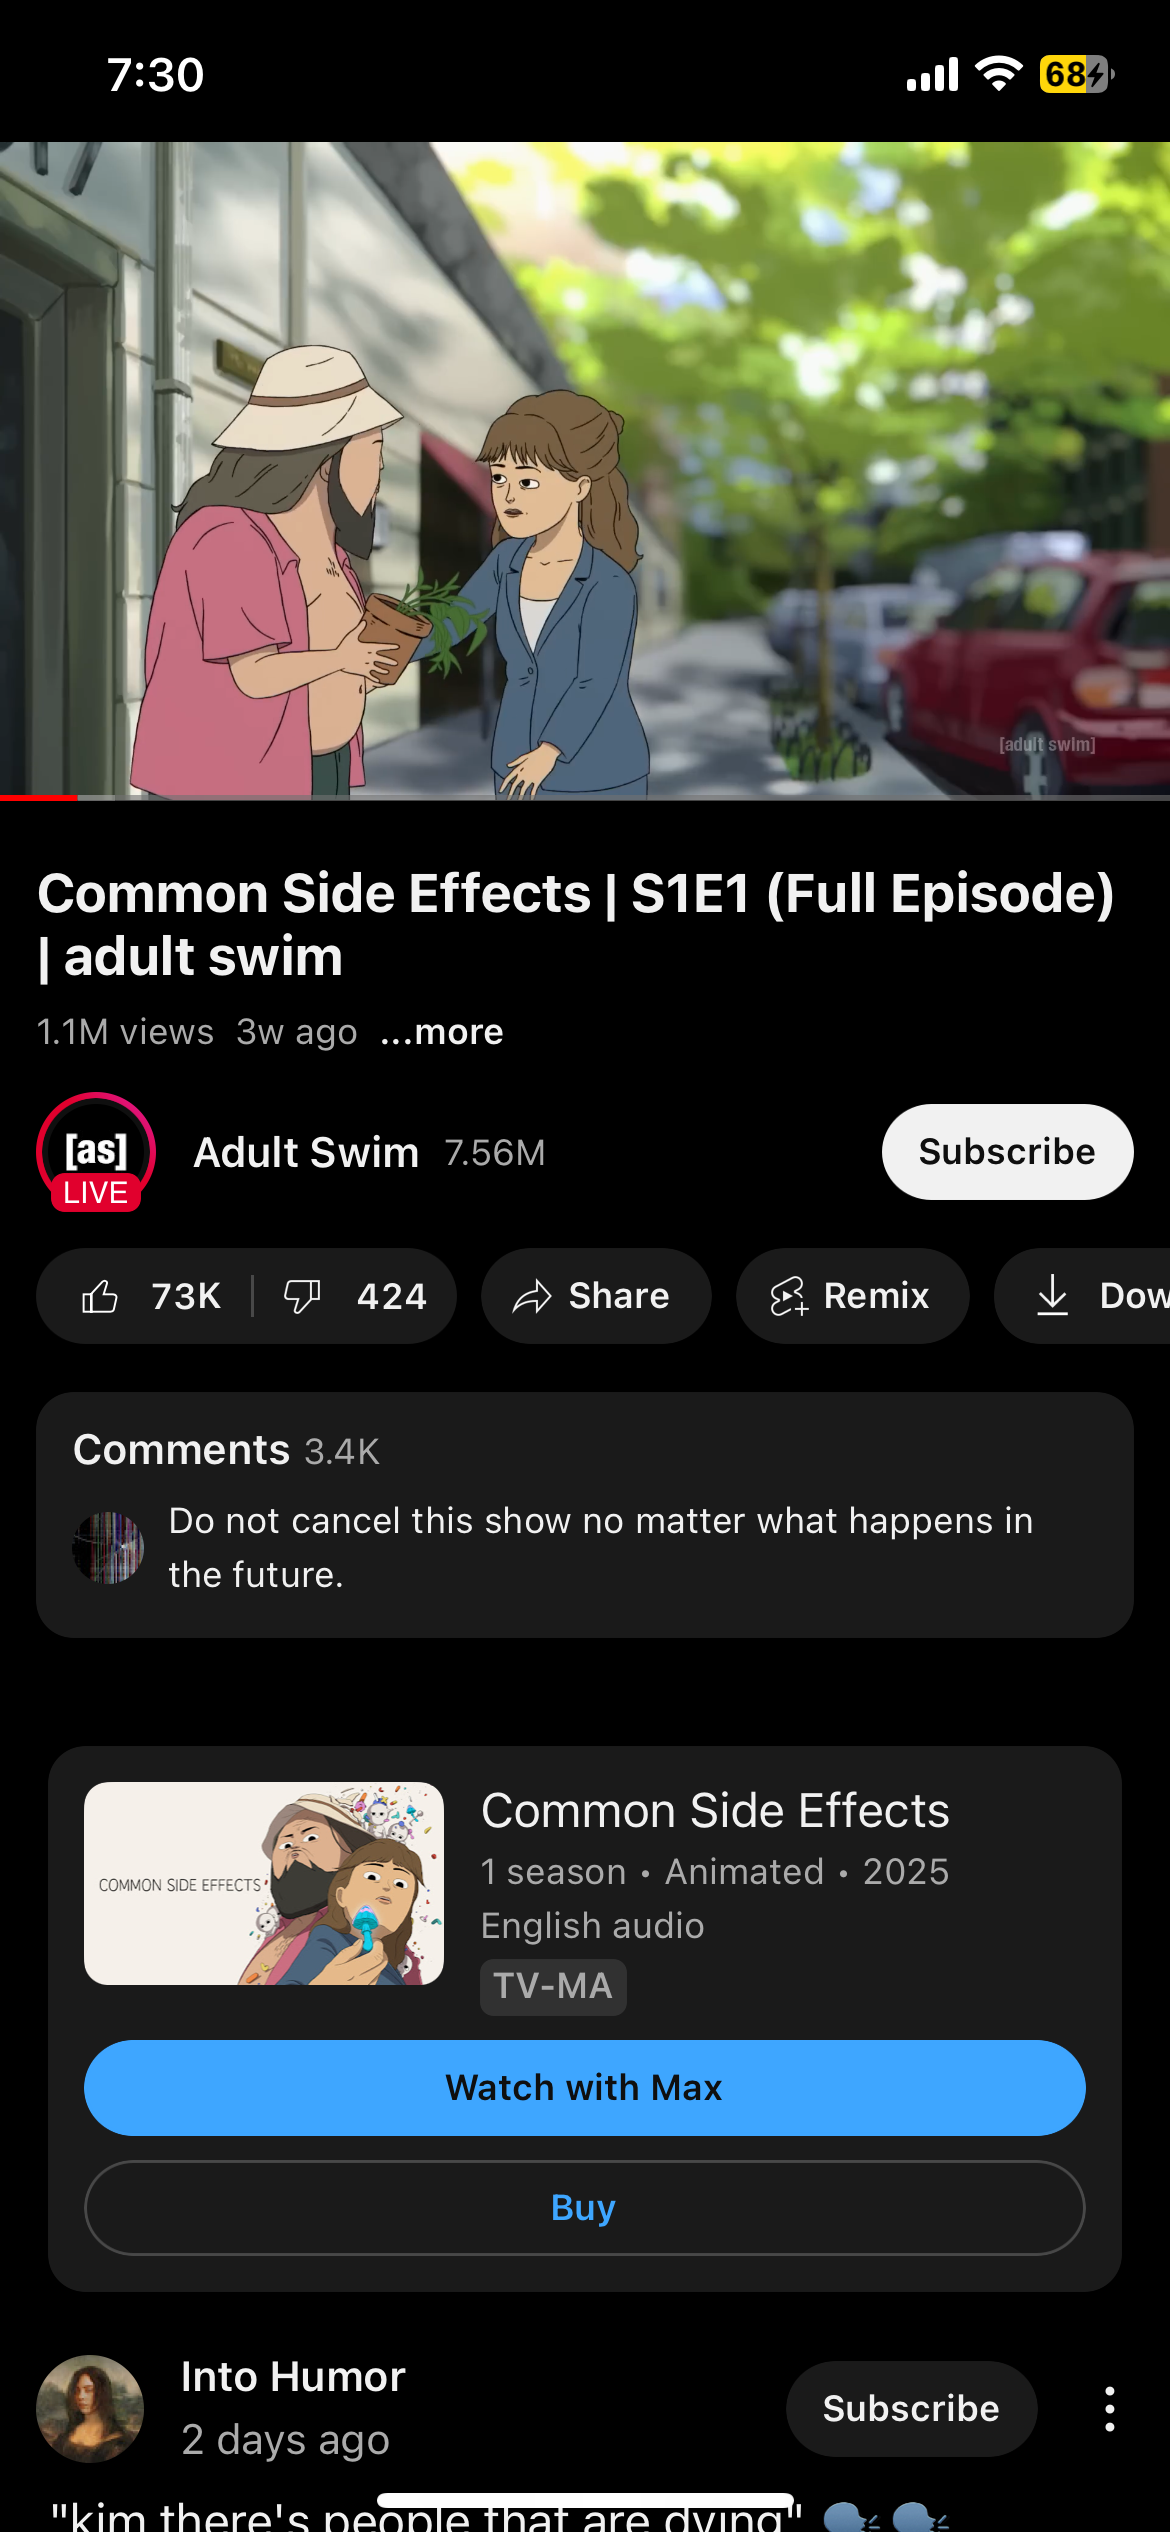 7:30
68
[adult swim]
Common Side Effects | S1E1 (Full Episode)
| adult swim
1.1M views 3w ago ...more
[as]
LIVE
Adult Swim 7.56M
Subscribe
73K
424
Share
Remix
Dow
Comments 3.4K
Do not cancel this show no matter what happens in
the future.
COMMON SIDE EFFECTS
Common Side Effects
1 season • Animated • 2025
English audio
TV-MA
Watch with Max
Buy
Into Humor
2 days ago
Subscribe
"kim there's people that are dying" 🗣️ 🗣️